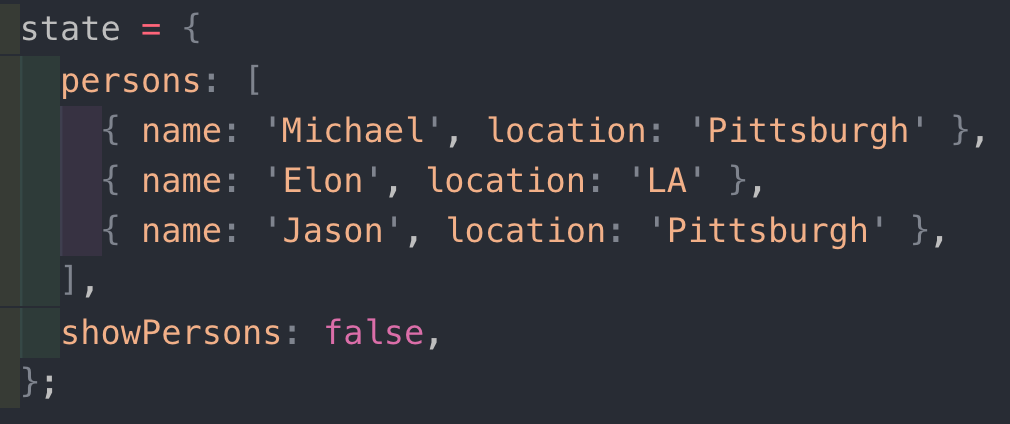 state = {
  persons: [
    { name: 'Michael', location: 'Pittsburgh' },
    { name: 'Elon', location: 'LA' },
    { name: 'Jason', location: 'Pittsburgh' },
  ],
  showPersons: false,
};